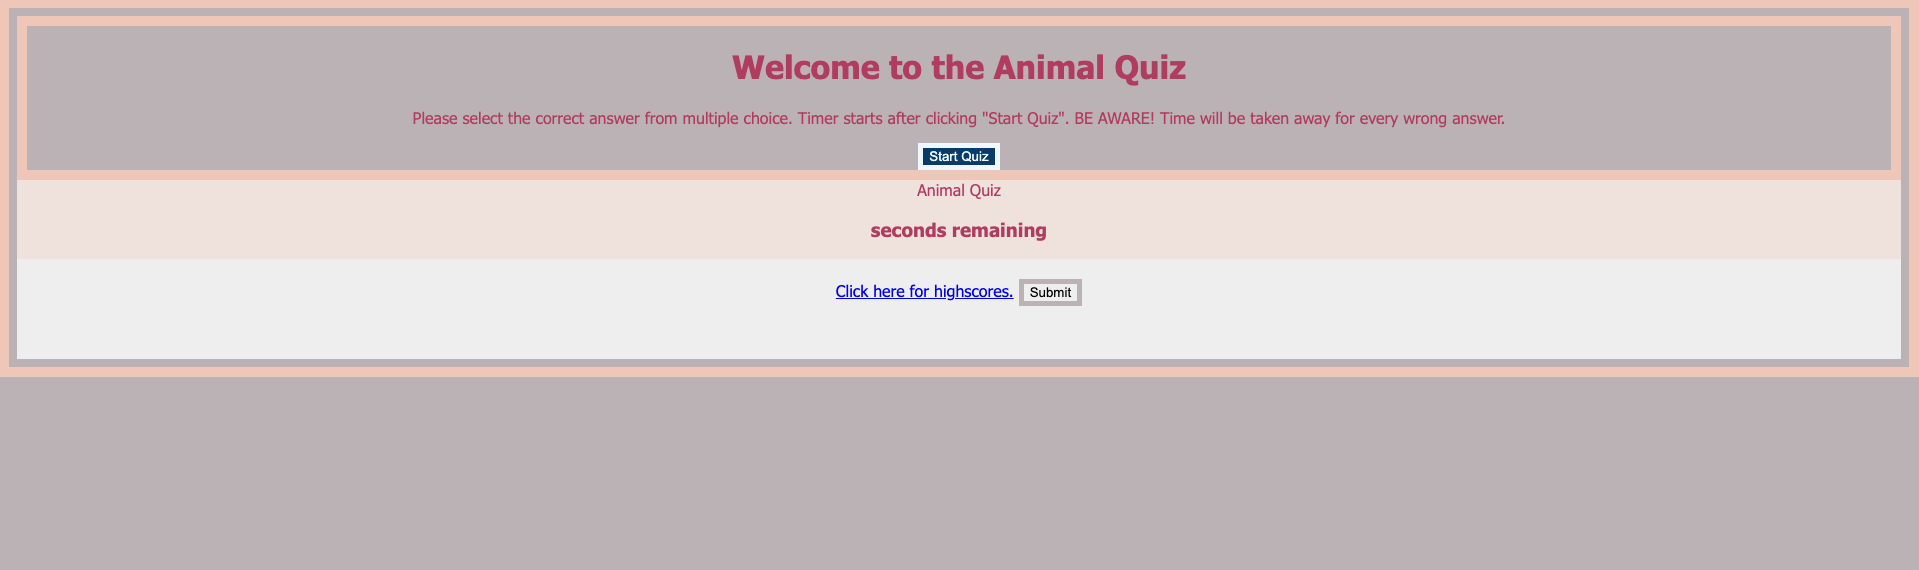 Welcome to the Animal Quiz
Please select the correct answer from multiple choice. Timer starts after clicking "Start Quiz". BE AWARE! Time will be taken away for every wrong answer.
Start Quiz
Animal Quiz
seconds remaining
Click here for highscores. Submit